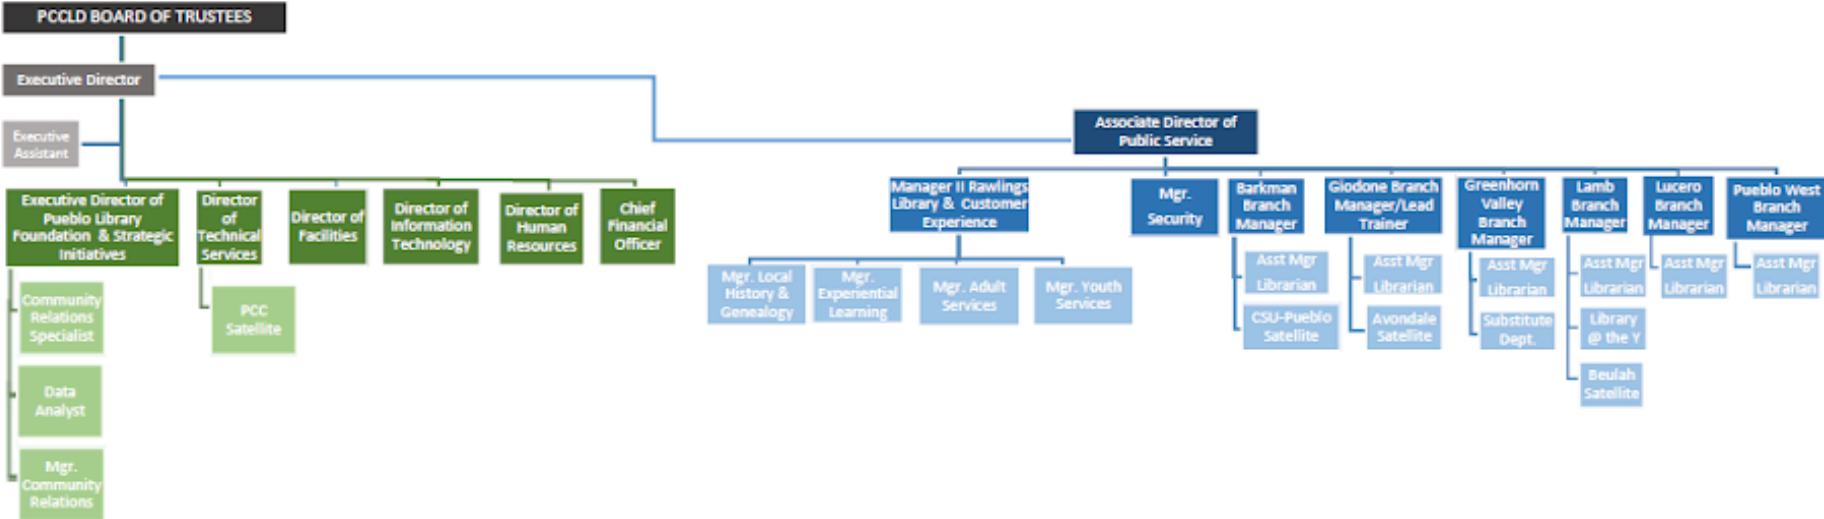 PCCLD BOARD OF TRUSTEES
Executive Director
Executive
Assistant
Associate Director of
Public Service
Executive Director of
Pueblo Library
Foundation & Strategic
Initiatives
Director
of
Technical
Services
Director of
Facilities
Director of
Information
Technology
Director of
Human
Resources
Chief
Financial
Officer
Manager II Rawlings
Library & Customer
Experience
Mgr.
Security
Barkman
Branch
Manager
Giodone Branch
Manager/Lead
Trainer
Greenhorn
Valley
Branch
Manager
Lamb
Branch
Manager
Lucero
Branch
Manager
Pueblo West
Branch
Manager
Community
Relations
Specialist
Data
Analyst
Mgr.
Community
Relations
PCC
Satellite
Mgr. Local
History &
Genealogy
Mgr.
Experiential
Learning
Mgr. Adult
Services
Mgr. Youth
Services
Asst Mgr
Librarian
CSU-Pueblo
Satellite
Asst Mgr
Librarian
Avondale
Satellite
Asst Mgr
Librarian
Substitute
Dept.
Asst Mgr
Librarian
Library
@ the Y
Beulah
Satellite
Asst Mgr
Librarian
Asst Mgr
Librarian